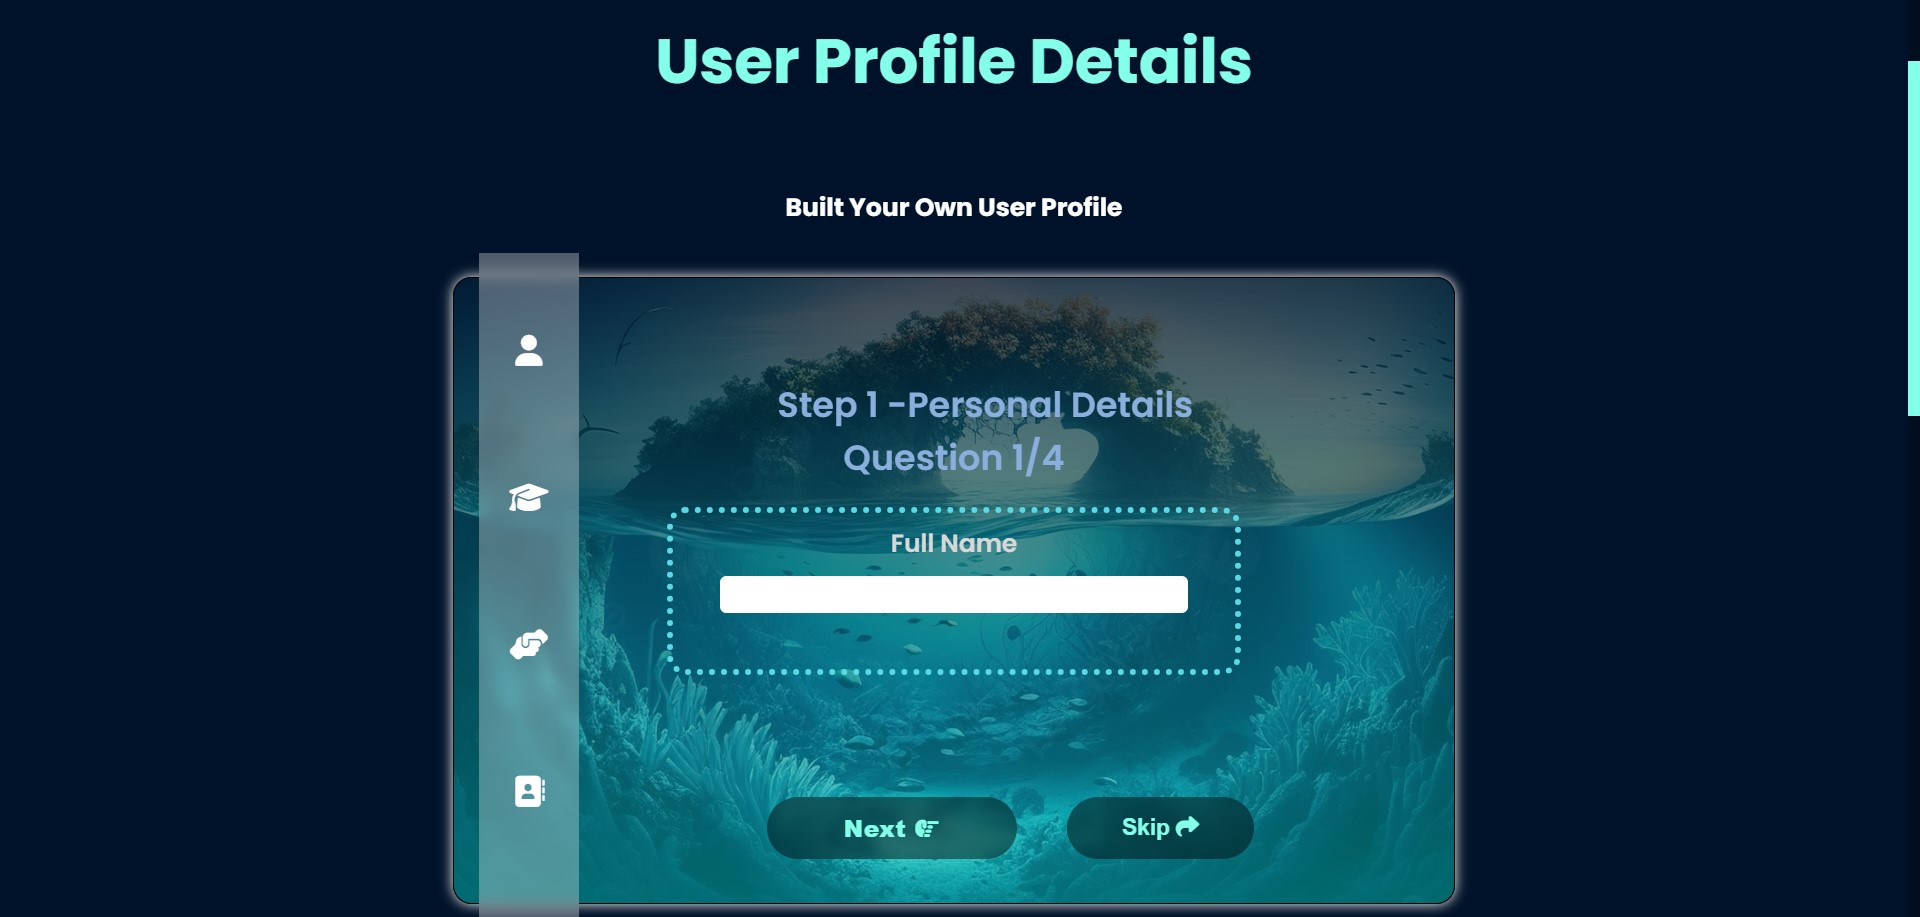 User Profile Details
Built Your Own User Profile
Step 1 -Personal Details
Question 1/4
Full Name
Next
Skip